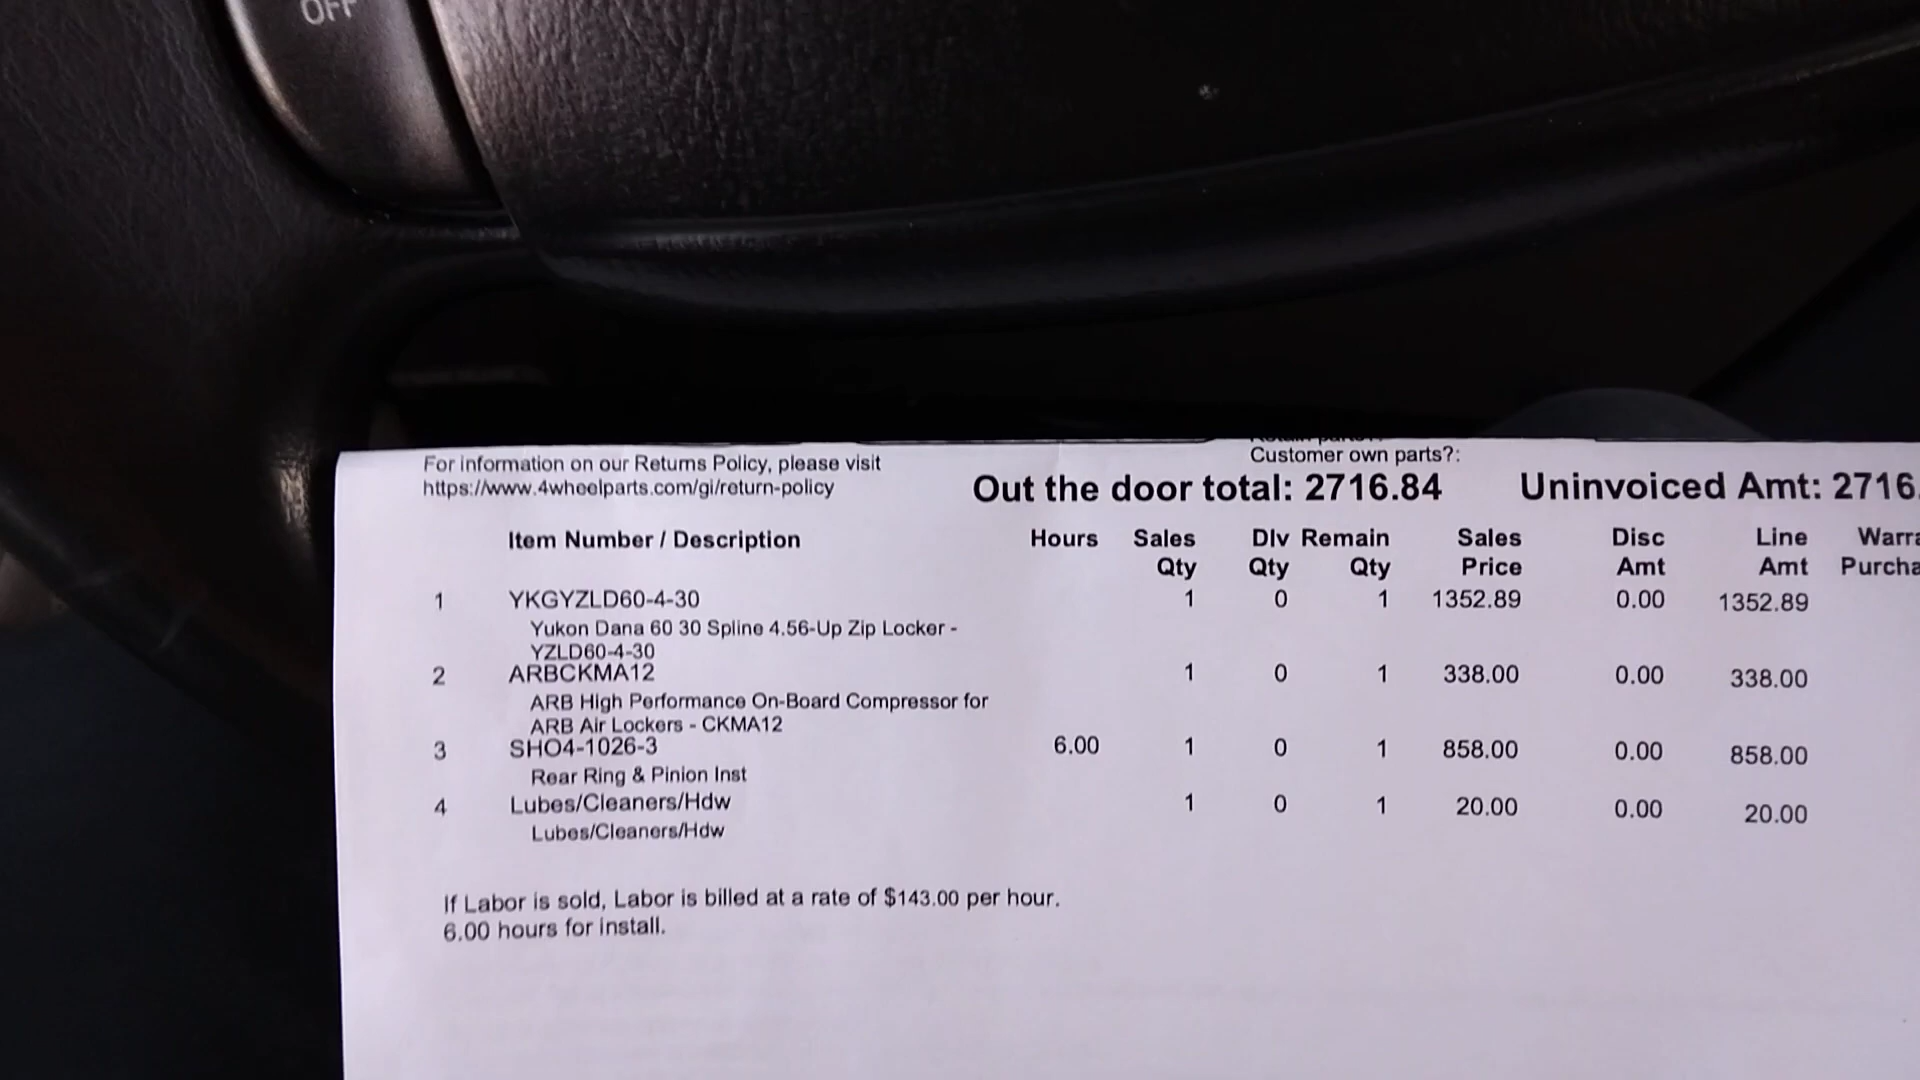 OFF
Customer own parts?:
For information on our Returns Policy, please visit
https://www.4wheelparts.com/gi/return-policy
Out the door total: 2716.84 Uninvoiced Amt: 2716.
Item Number / Description Hours Sales Qty Dlv Qty Remain Qty Sales Price Disc Amt Line Amt
1 YKGYZLD60-4-30 1 0 1 1352.89 0.00 1352.89
Yukon Dana 60 30 Spline 4.56-Up Zip Locker -
YZLD60-4-30
2 ARBCKMA12 1 0 1 338.00 0.00 338.00
ARB High Performance On-Board Compressor for
ARB Air Lockers - CKMA12
3 SHO4-1026-3 6.00 1 0 1 858.00 0.00 858.00
Rear Ring & Pinion Inst
4 Lubes/Cleaners/Hdw 1 0 1 20.00 0.00 20.00
Lubes/Cleaners/Hdw
If Labor is sold, Labor is billed at a rate of $143.00 per hour.
6.00 hours for install.